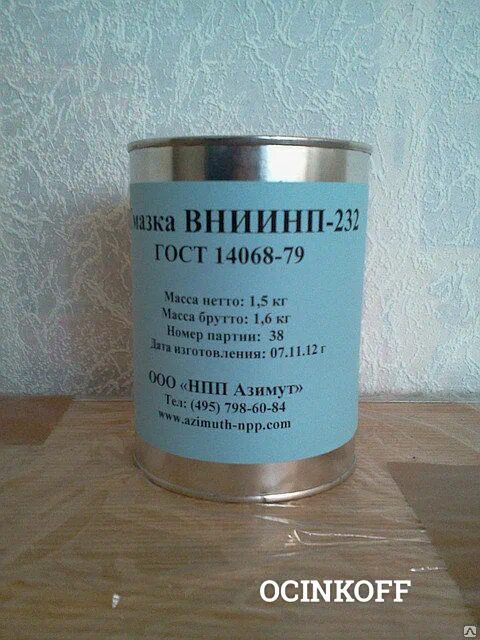 мазка ВНИИНП-232
ГОСТ 14068-79
Масса нетто: 1,5 кг
Масса брутто: 1,6 кг
Номер партии: 38
Дата изготовления: 07.11.12 г
ООО «НПП Азимут»
Тел: (495) 798-60-84
www.azimuth-npp.com
OCINKOFF